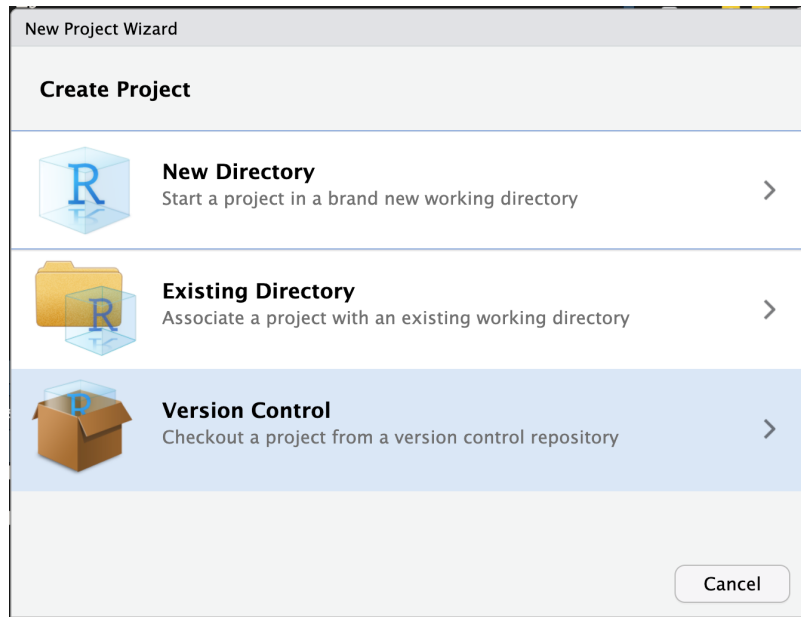 New Project Wizard
Create Project
R
New Directory
Start a project in a brand new working directory
R
Existing Directory
Associate a project with an existing working directory
R
Version Control
Checkout a project from a version control repository
Cancel